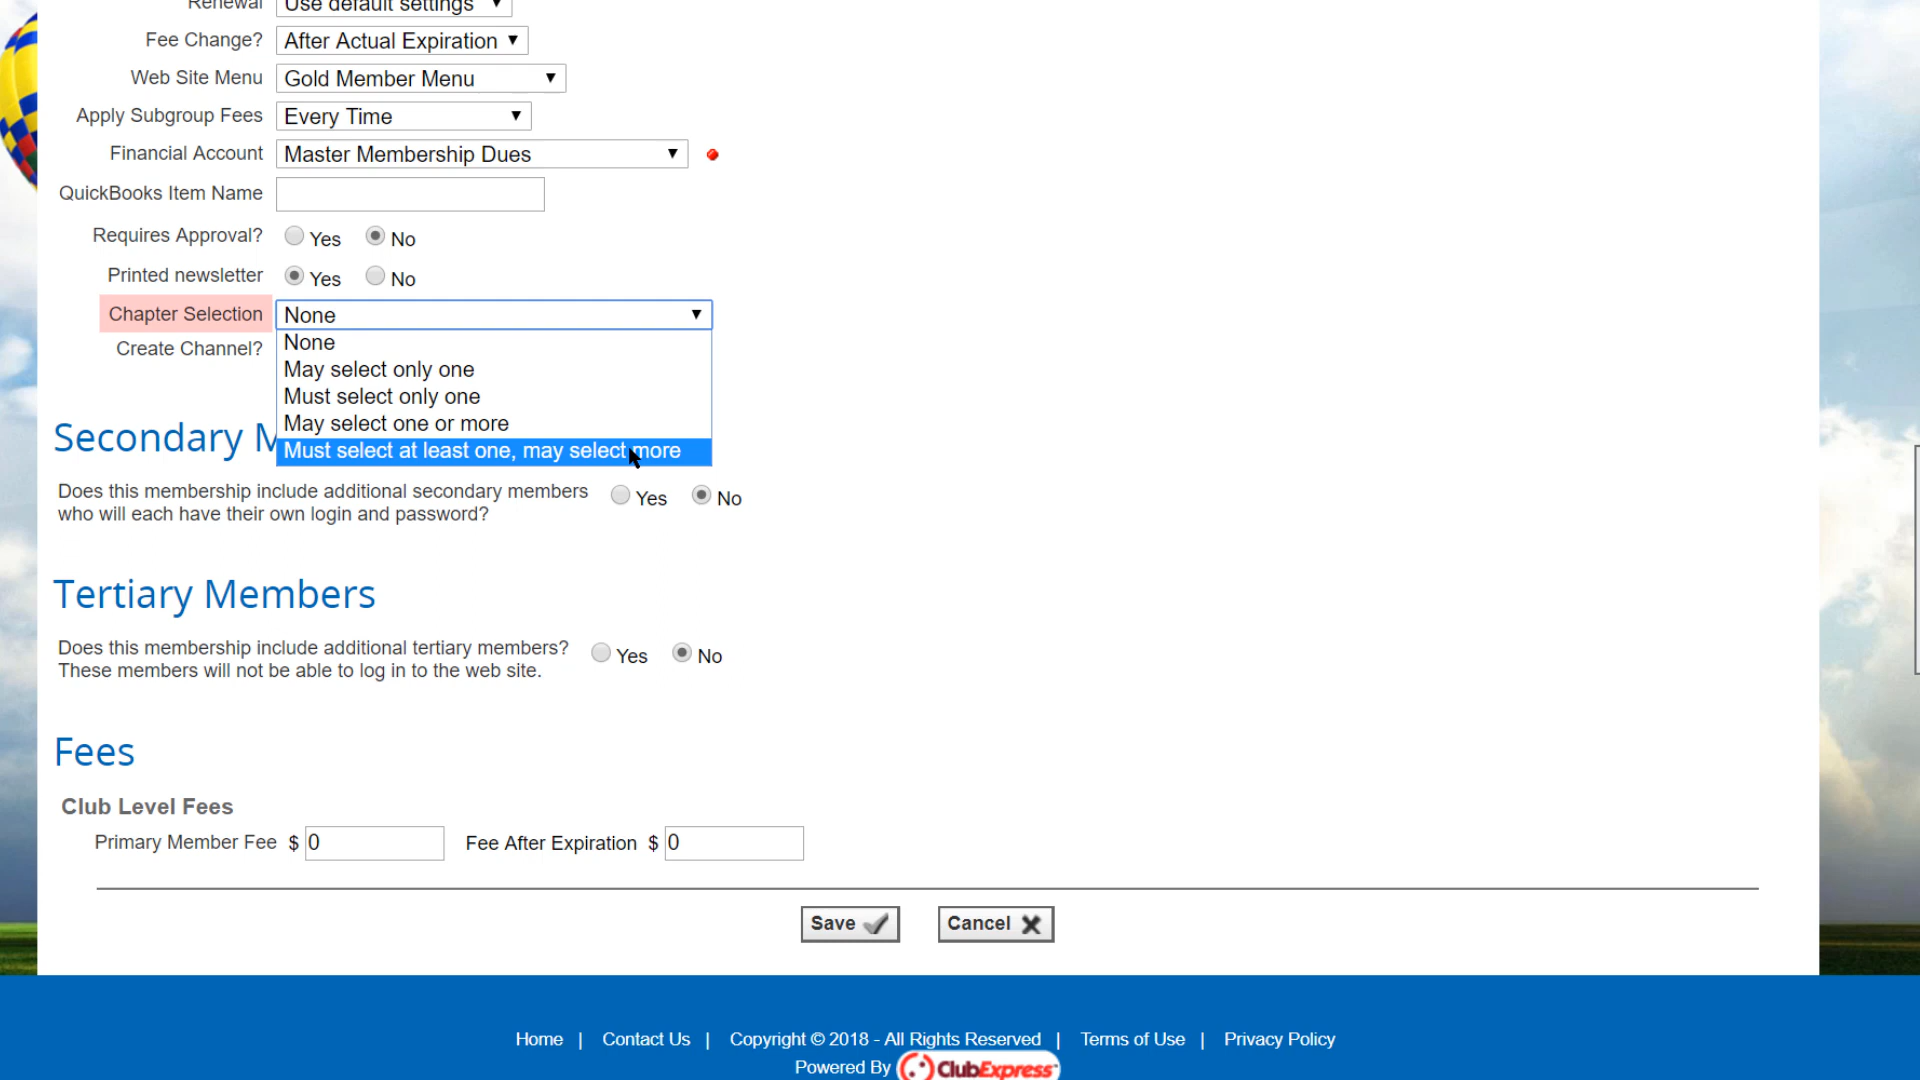 Renewal Use default settings
Fee Change? After Actual Expiration
Web Site Menu Gold Member Menu
Apply Subgroup Fees Every Time
Financial Account Master Membership Dues
QuickBooks Item Name
Requires Approval? Yes No
Printed newsletter Yes No
Chapter Selection None
None
Create Channel?
May select only one
Must select only one
May select one or more
Secondary M
Must select at least one, may select more
Does this membership include additional secondary members
who will each have their own login and password?
Yes No
Tertiary Members
Does this membership include additional tertiary members?
These members will not be able to log in to the web site.
Yes No
Fees
Club Level Fees
Primary Member Fee $ 0 Fee After Expiration $ 0
Save Cancel
Home | Contact Us | Copyright © 2018 - All Rights Reserved | Terms of Use | Privacy Policy
Powered By ClubExpress